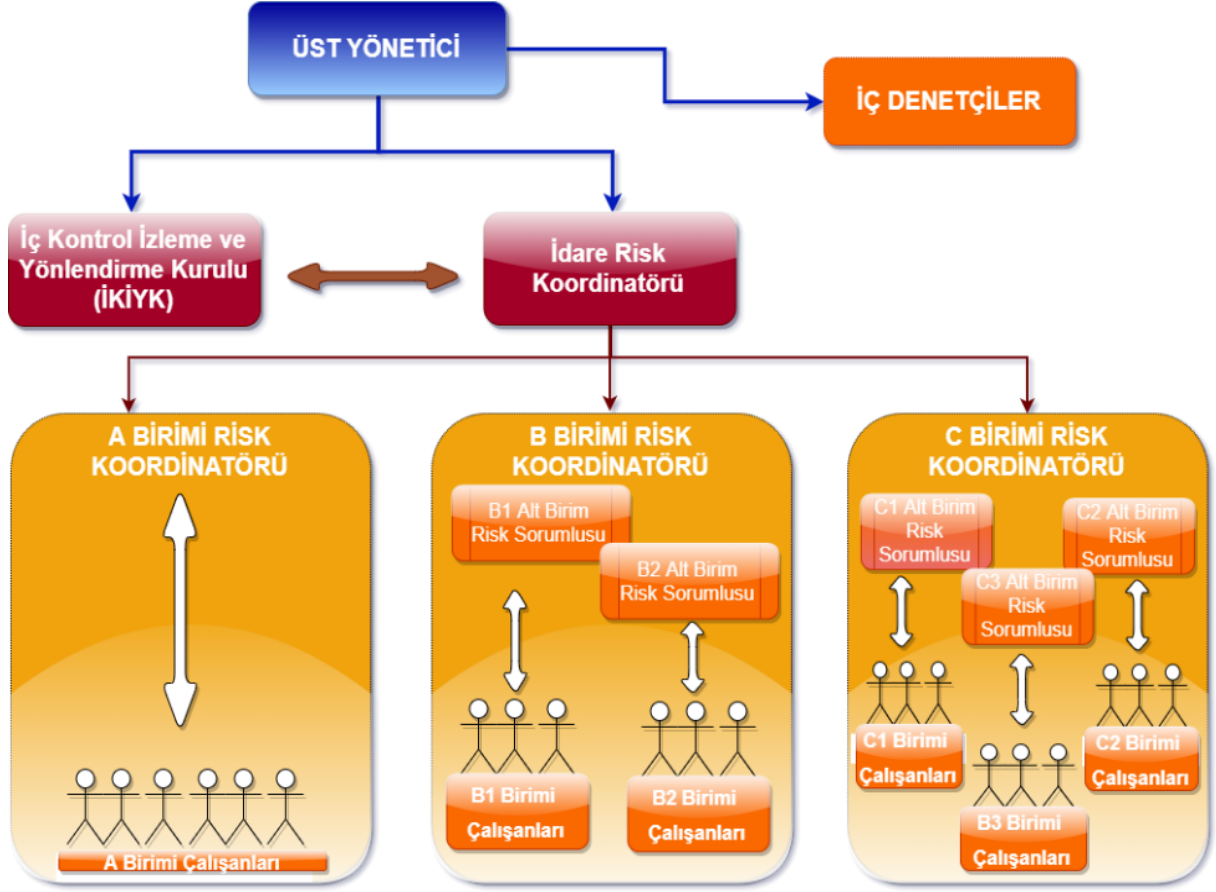 ÜST YÖNETİCİ
İÇ DENETÇİLER
İç Kontrol İzleme ve
Yönlendirme Kurulu
(İKİYK)
İdare Risk
Koordinatörü
A BİRİMİ RİSK
KOORDİNATÖRÜ
A Birimi Çalışanları
B BİRİMİ RİSK
KOORDİNATÖRÜ
B1 Alt Birim
Risk Sorumlusu
B2 Alt Birim
Risk Sorumlusu
B1 Birimi
Çalışanları
B2 Birimi
Çalışanları
C BİRİMİ RİSK
KOORDİNATÖRÜ
C1 Alt Birim
Risk
Sorumlusu
C2 Alt Birim
Risk
Sorumlusu
C3 Alt Birim
Risk
Sorumlusu
C1 Birimi
Çalışanları
C2 Birimi
Çalışanları
B3 Birimi
Çalışanları